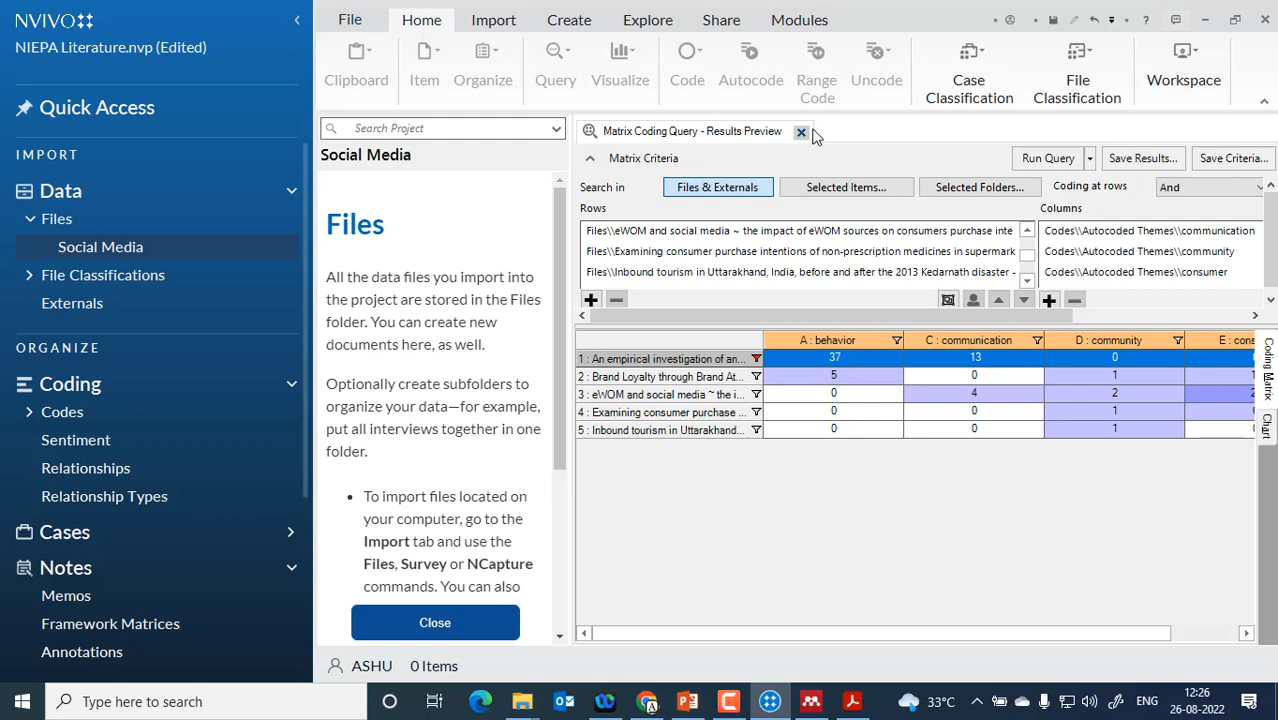 NVIVO
NIEPA Literature.nvp (Edited)
Quick Access
IMPORT
Data
Files
Social Media
File Classifications
Externals
ORGANIZE
Coding
Codes
Sentiment
Relationships
Relationship Types
Cases
Notes
Memos
Framework Matrices
Annotations
File Home Import Create Explore Share Modules
Clipboard Item Organize Query Visualize Code Autocode Range Code Uncode Case Classification File Classification Workspace
Search Project
Social Media
Files
All the data files you import into
the project are stored in the Files
folder. You can create new
documents here, as well.
Optionally create subfolders to
organize your data—for example,
put all interviews together in one
folder.
• To import files located on
your computer, go to the
Import tab and use the
Files, Survey or NCapture
commands. You can also
Close
Matrix Coding Query - Results Preview
Matrix Criteria Run Query Save Results... Save Criteria...
Search in Files & Externals Selected Items... Selected Folders... Coding at rows And
Rows Columns
Files\\eWOM and social media ~ the impact of eWOM sources on consumers purchase inte Codes\\Autocoded Themes\\communication
Files\\Examining consumer purchase intentions of non-prescription medicines in supermark Codes\\Autocoded Themes\\community
Files\\Inbound tourism in Uttarakhand, India, before and after the 2013 Kedarnath disaster - Codes\\Autocoded Themes\\consumer
A : behavior C : communication D : community E : cons
1 : An empirical investigation of an... 37 13 0
2 : Brand Loyalty through Brand At... 5 0 1
3 : eWOM and social media ~ the i... 0 4 2
4 : Examining consumer purchase ... 0 0 1
5 : Inbound tourism in Uttarakhand... 0 0 1
Coding Matrix
Chart
ASHU 0 Items
Type here to search
33°C
ENG
12:26
26-08-2022